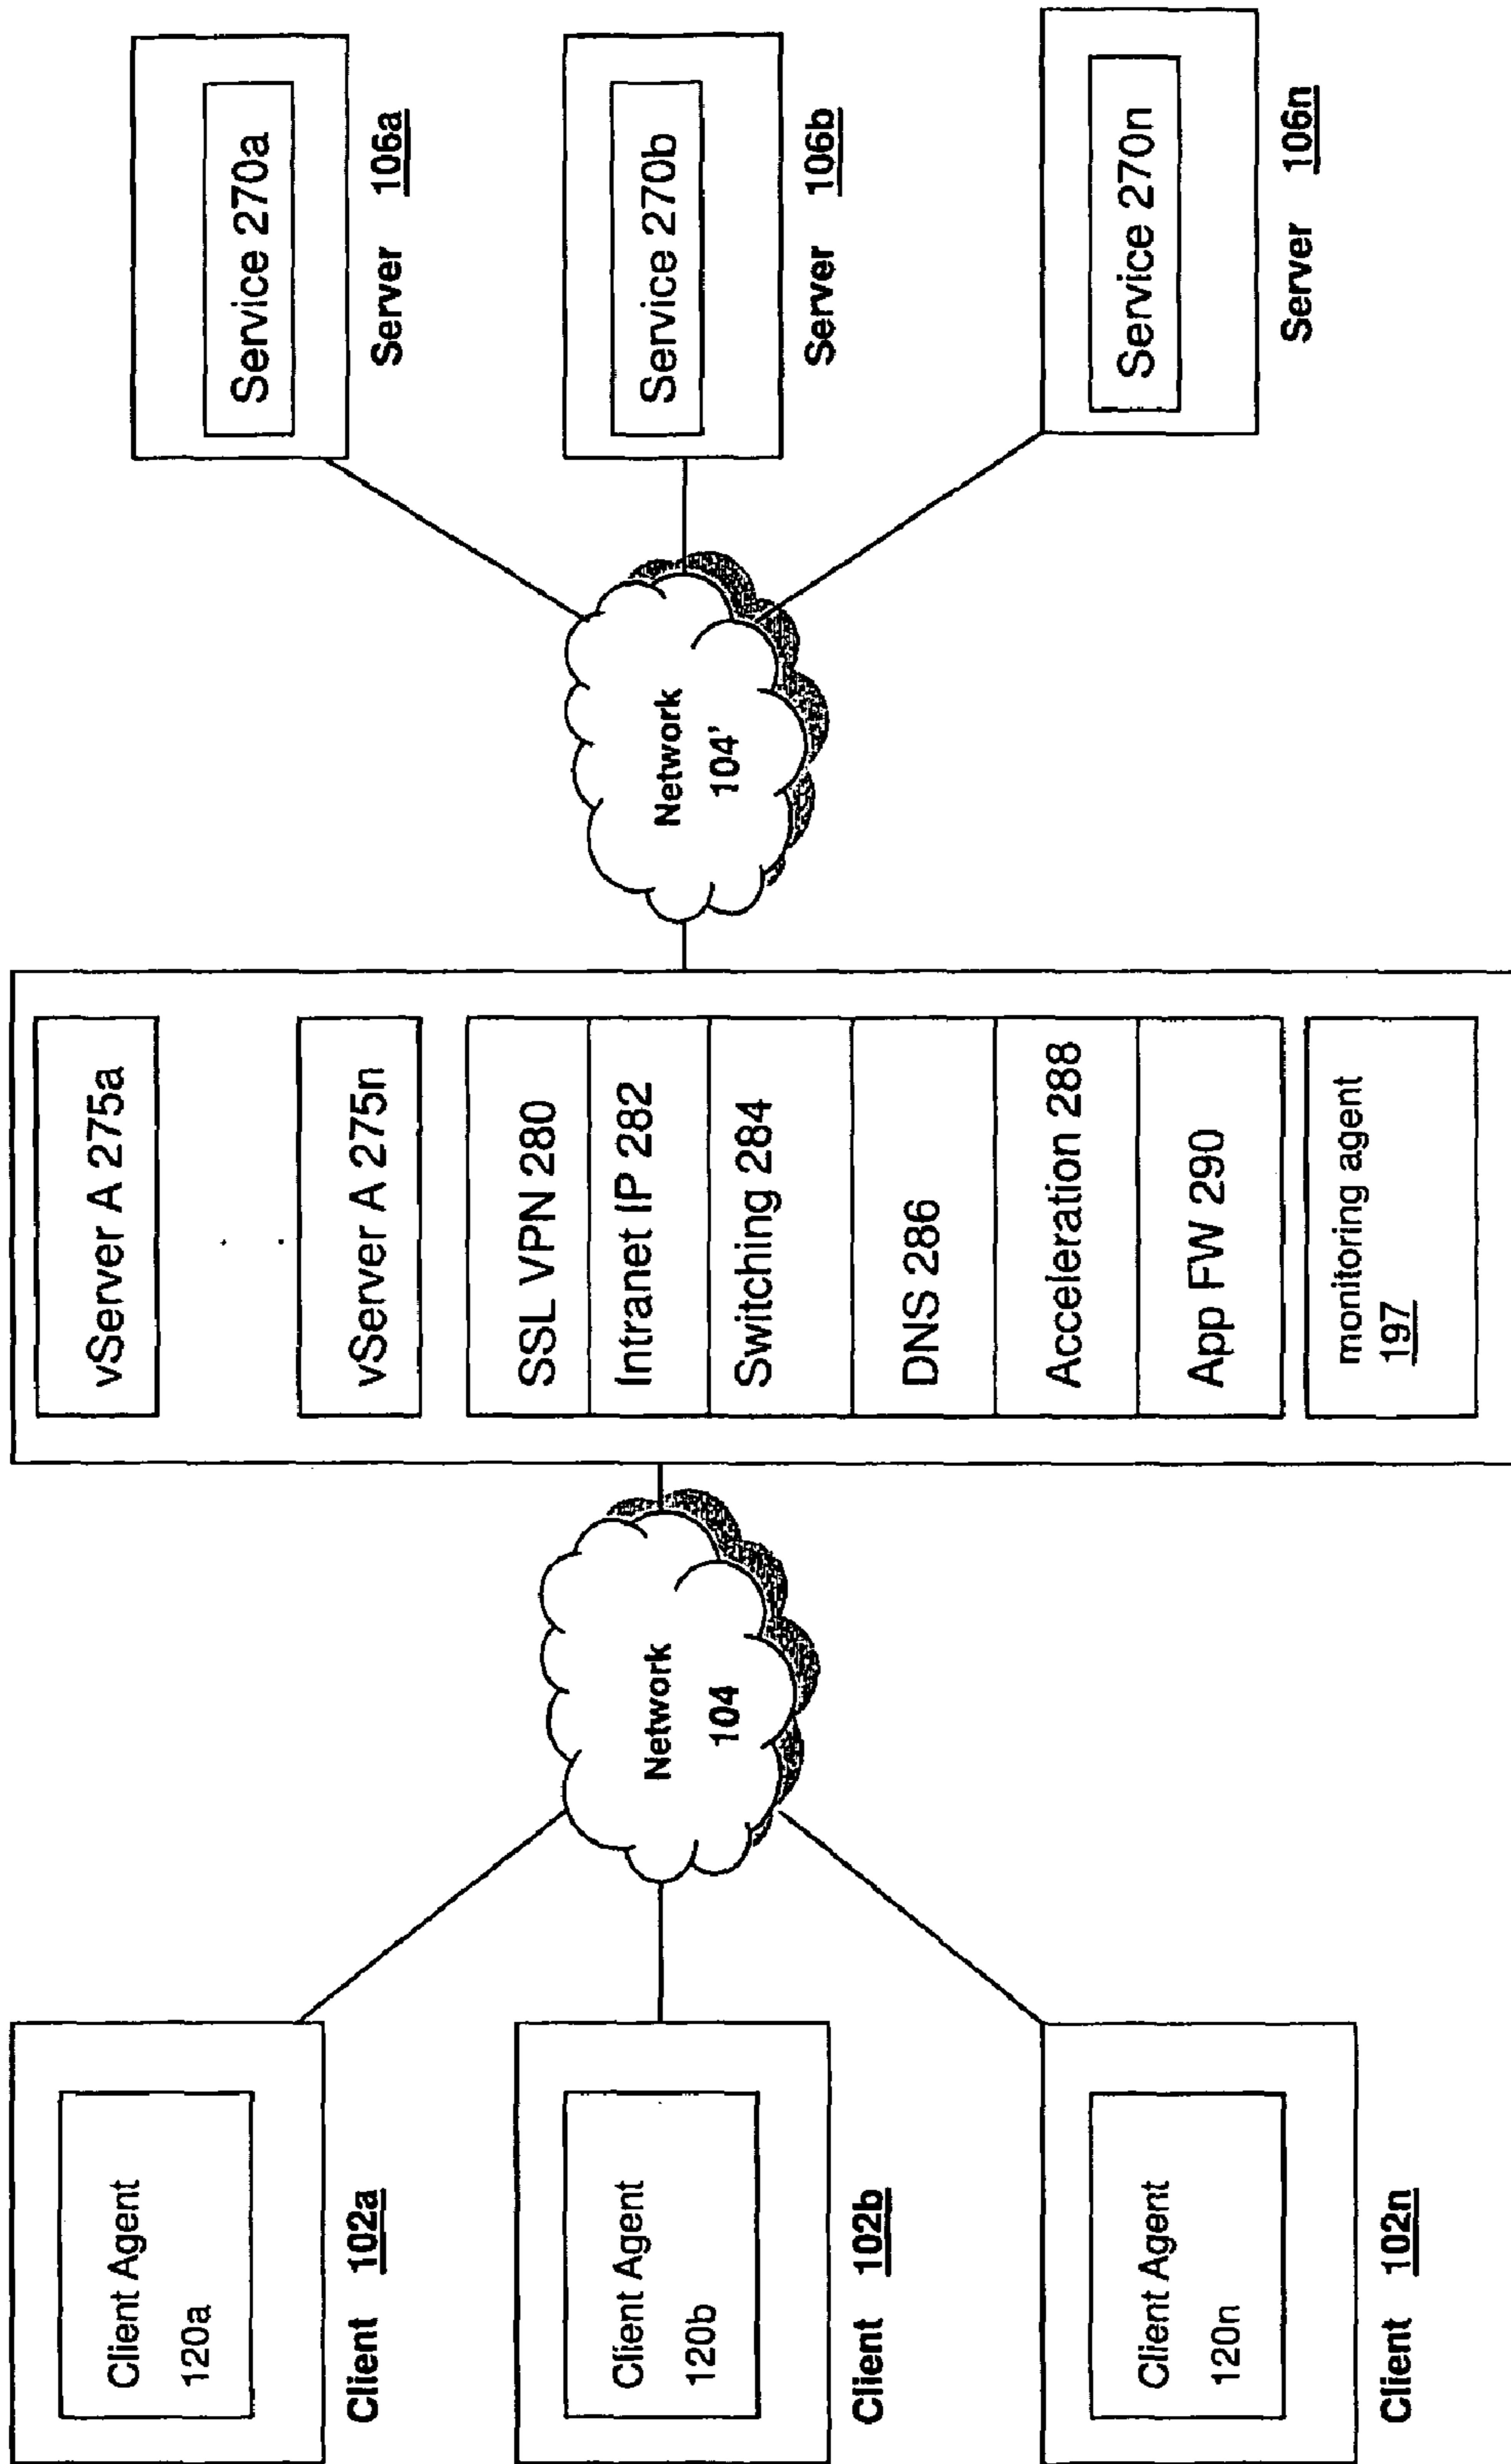 Client Agent
120a
Client 102a
Client Agent
120b
Client 102b
Client Agent
120n
Client 102n
Network
104
vServer A 275a
vServer A 275n
SSL VPN 280
Intranet IP 282
Switching 284
DNS 286
Acceleration 288
App FW 290
monitoring agent
197
Network
104'
Service 270a
Server 106a
Service 270b
Server 106b
Service 270n
Server 106n